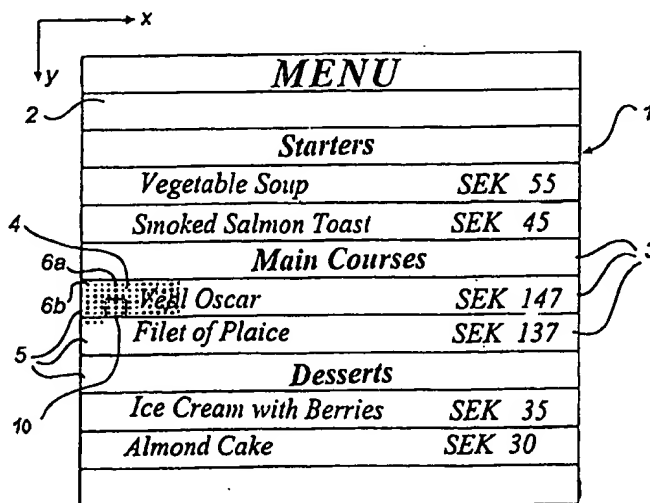 x
y
MENU
2
1
Starters
Vegetable Soup SEK 55
Smoked Salmon Toast SEK 45
4
Main Courses
6a
3
6b
Veal Oscar SEK 147
5
Filet of Plaice SEK 137
Desserts
10
Ice Cream with Berries SEK 35
Almond Cake SEK 30